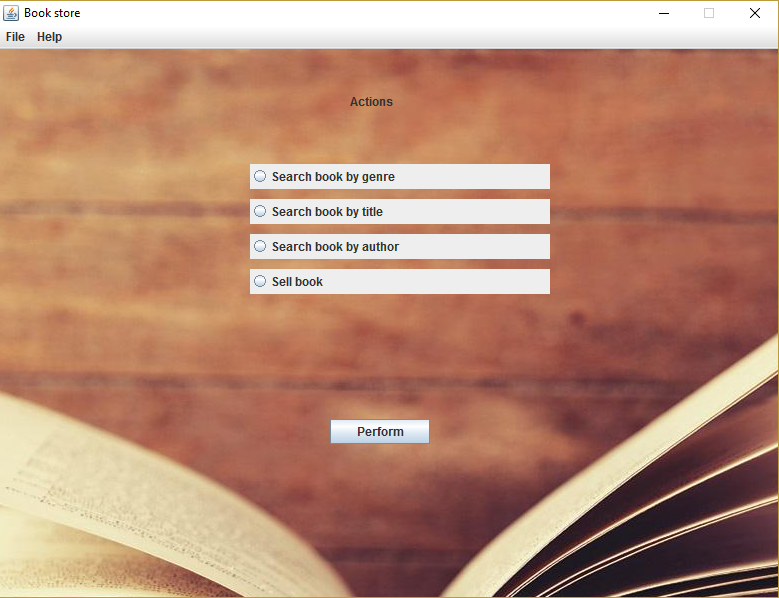 Book store
File Help
Actions
Search book by genre
Search book by title
Search book by author
Sell book
Perform